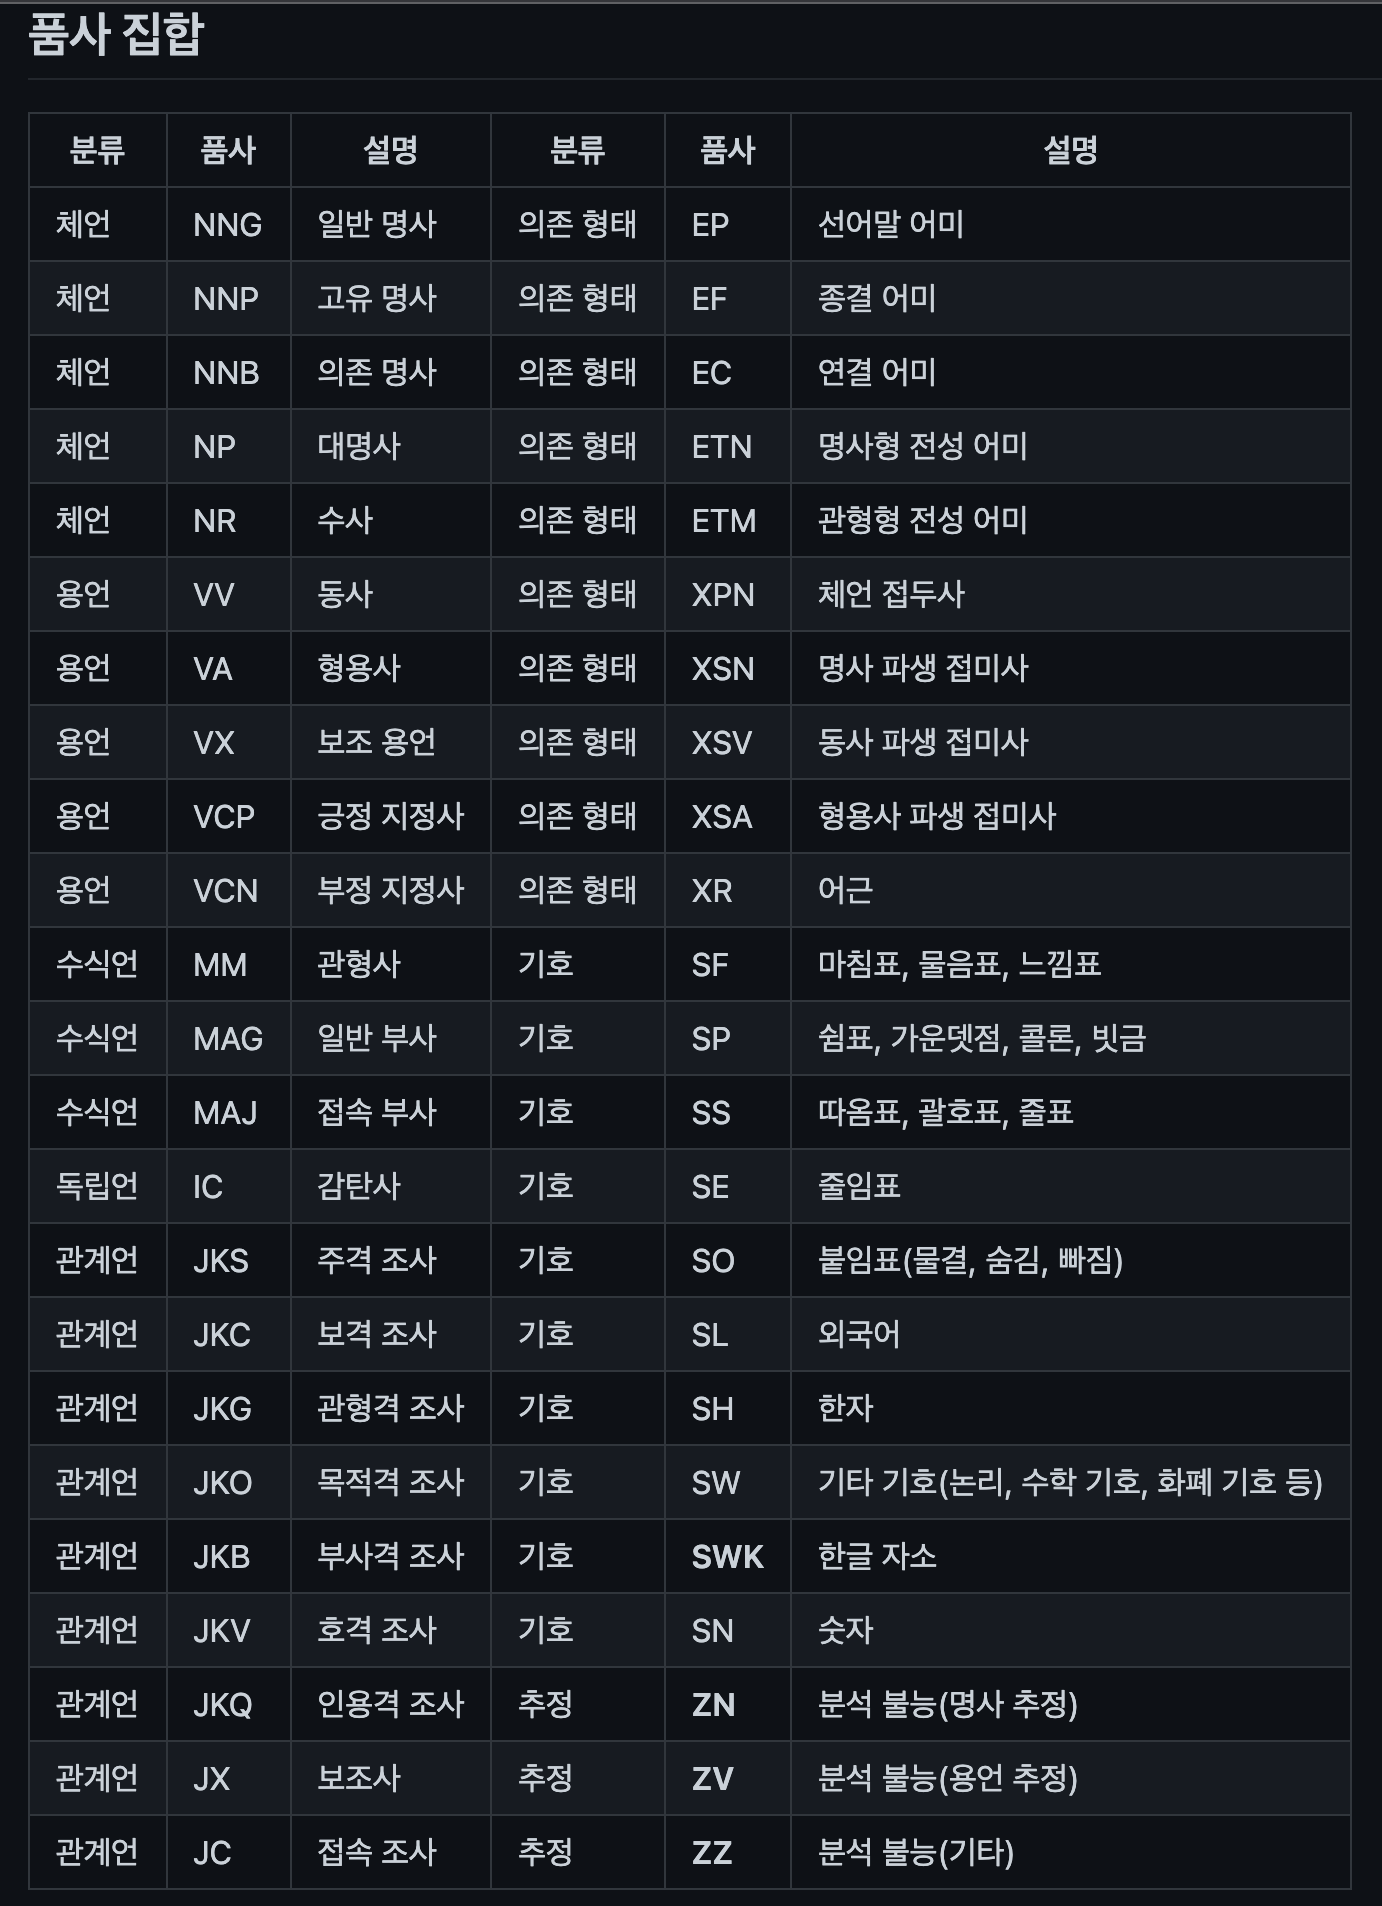 품사 집합
분류 품사 설명 분류 품사 설명
체언 NNG 일반 명사 의존 형태 EP 선어말 어미
체언 NNP 고유 명사 의존 형태 EF 종결 어미
체언 NNB 의존 명사 의존 형태 EC 연결 어미
체언 NP 대명사 의존 형태 ETN 명사형 전성 어미
체언 NR 수사 의존 형태 ETM 관형형 전성 어미
용언 VV 동사 의존 형태 XPN 체언 접두사
용언 VA 형용사 의존 형태 XSN 명사 파생 접미사
용언 VX 보조 용언 의존 형태 XSV 동사 파생 접미사
용언 VCP 긍정 지정사 의존 형태 XSA 형용사 파생 접미사
용언 VCN 부정 지정사 의존 형태 XR 어근
수식언 MM 관형사 기호 SF 마침표, 물음표, 느낌표
수식언 MAG 일반 부사 기호 SP 쉼표, 가운뎃점, 콜론, 빗금
수식언 MAJ 접속 부사 기호 SS 따옴표, 괄호표, 줄표
독립언 IC 감탄사 기호 SE 줄임표
관계언 JKS 주격 조사 기호 SO 붙임표(물결, 숨김, 빠짐)
관계언 JKC 보격 조사 기호 SL 외국어
관계언 JKG 관형격 조사 기호 SH 한자
관계언 JKO 목적격 조사 기호 SW 기타 기호(논리, 수학 기호, 화폐 기호 등)
관계언 JKB 부사격 조사 기호 SWK 한글 자소
관계언 JKV 호격 조사 기호 SN 숫자
관계언 JKQ 인용격 조사 추정 ZN 분석 불능(명사 추정)
관계언 JX 보조사 추정 ZV 분석 불능(용언 추정)
관계언 JC 접속 조사 추정 ZZ 분석 불능(기타)